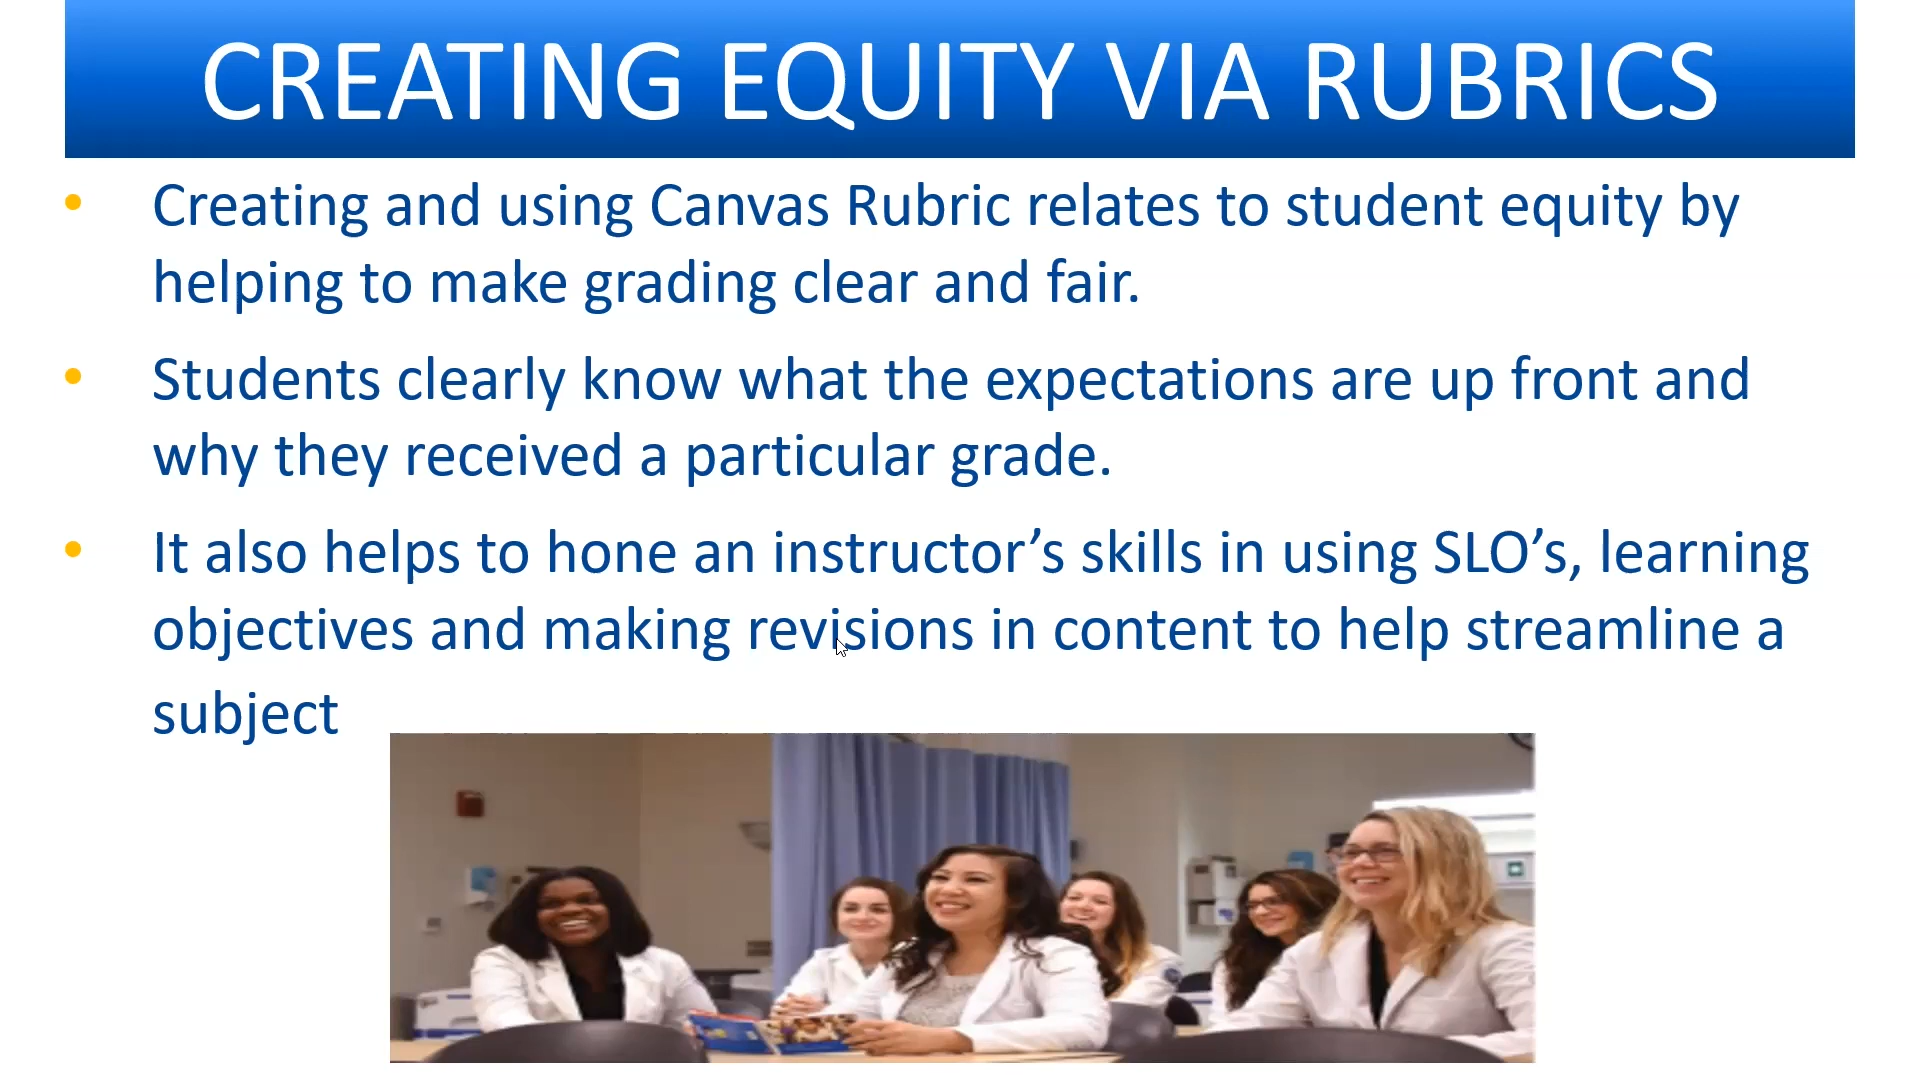 CREATING EQUITY VIA RUBRICS
• Creating and using Canvas Rubric relates to student equity by
helping to make grading clear and fair.
• Students clearly know what the expectations are up front and
why they received a particular grade.
• It also helps to hone an instructor’s skills in using SLO’s, learning
objectives and making revisions in content to help streamline a
subject